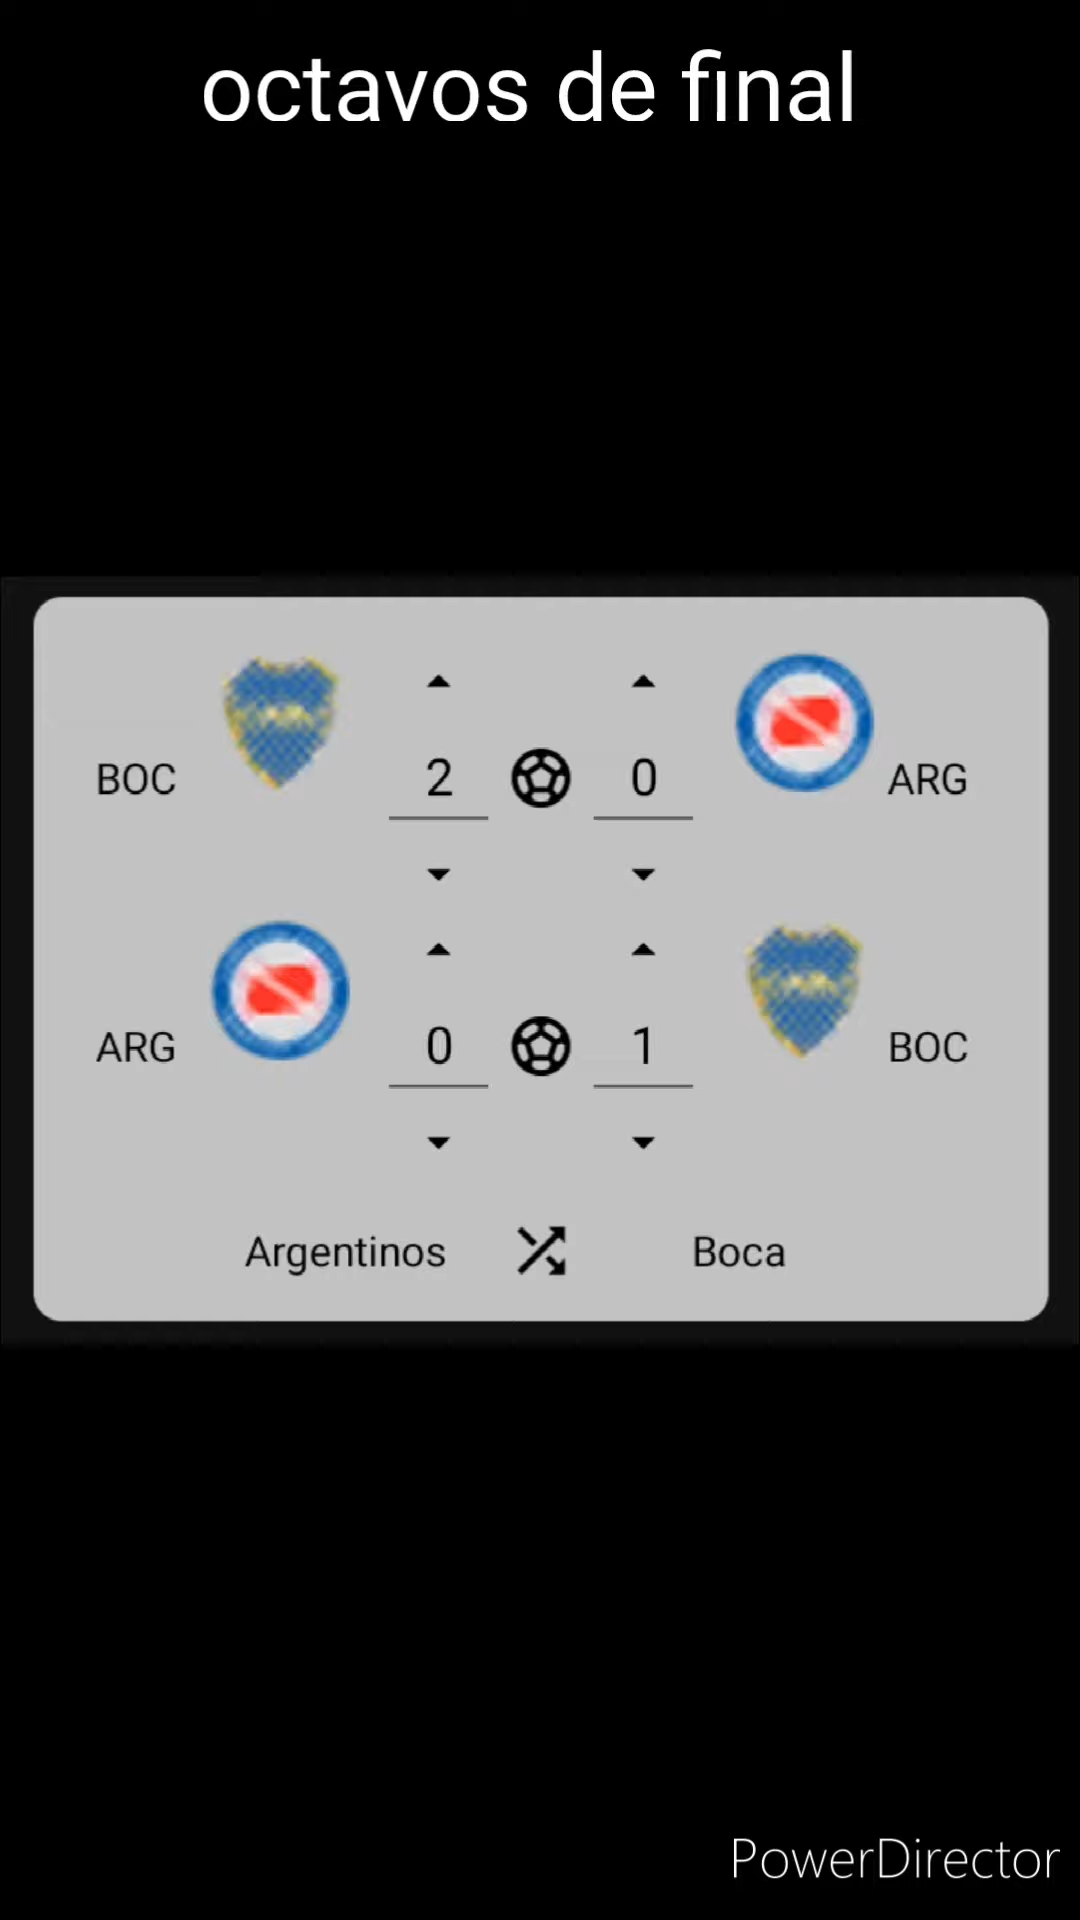 octavos de final
BOC 2 0 ARG
ARG 0 1 BOC
Argentinos Boca
PowerDirector